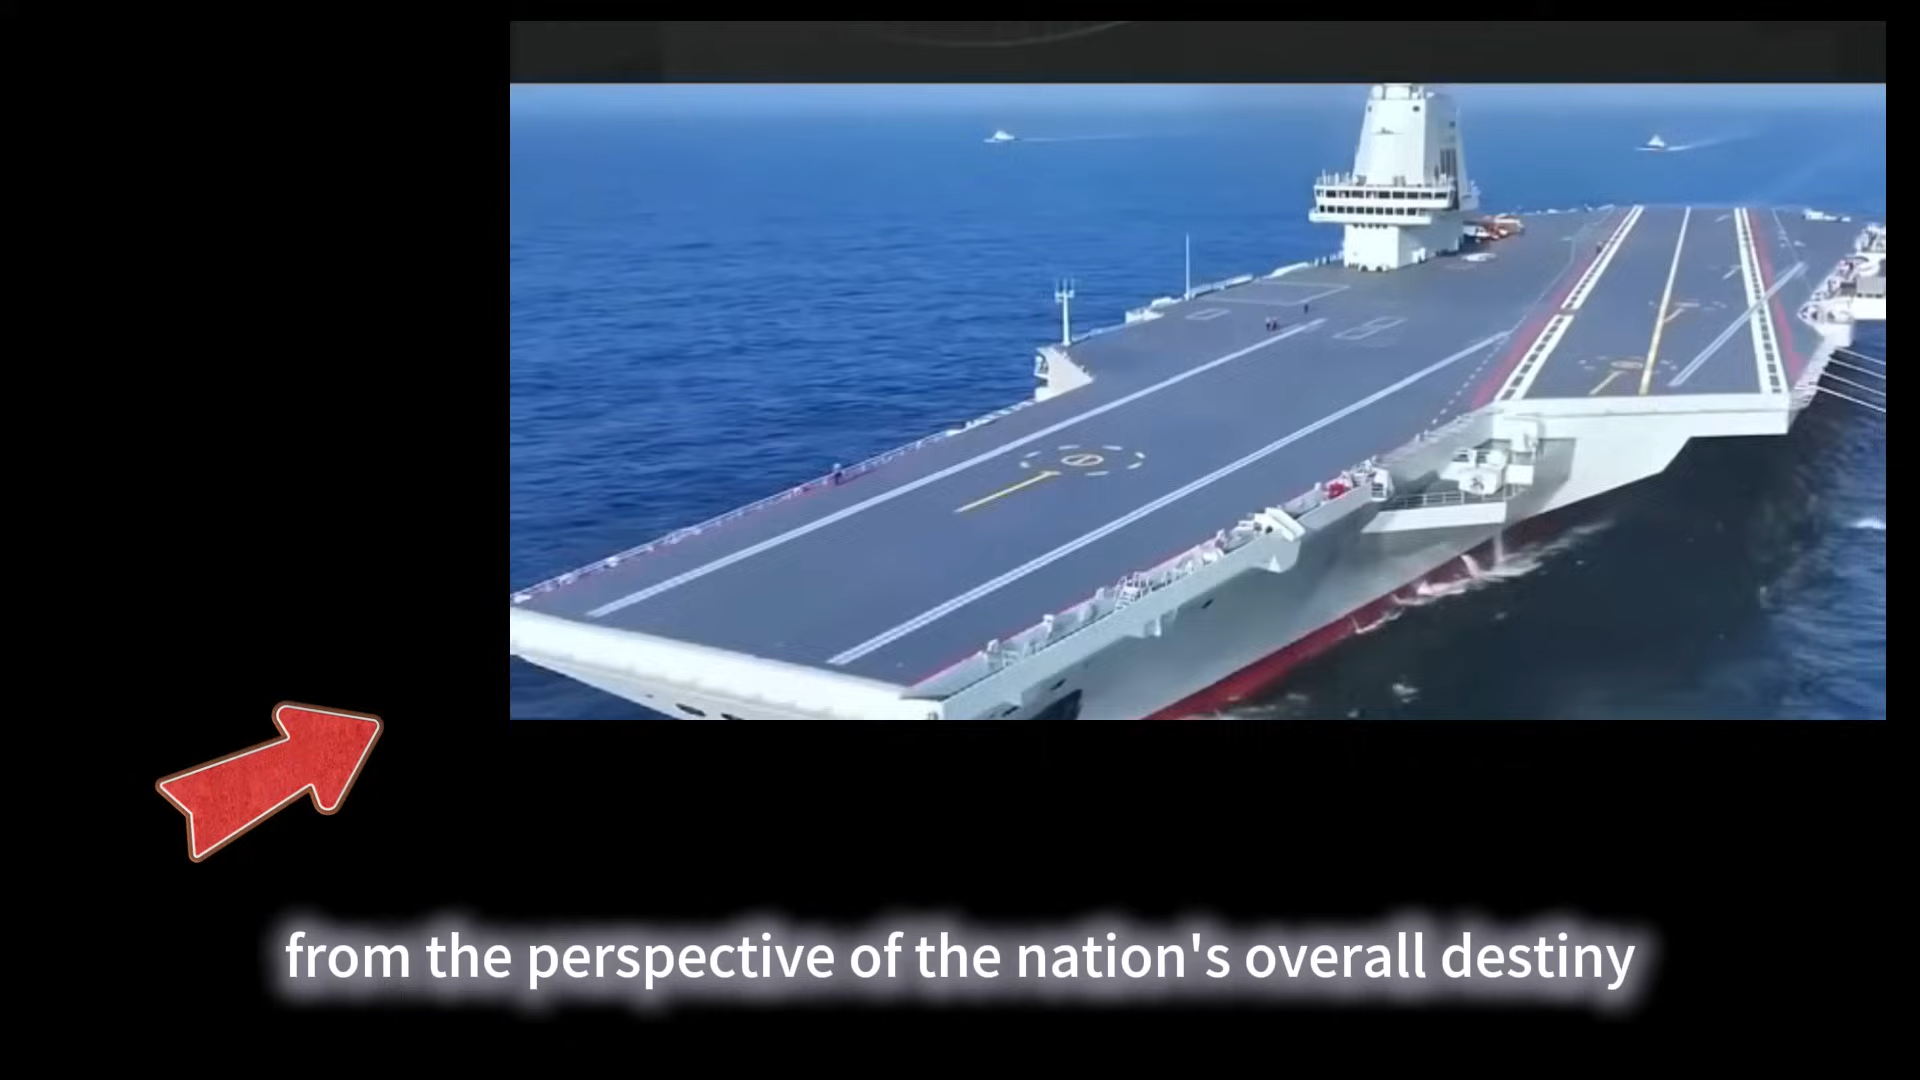 from the perspective of the nation's overall destiny